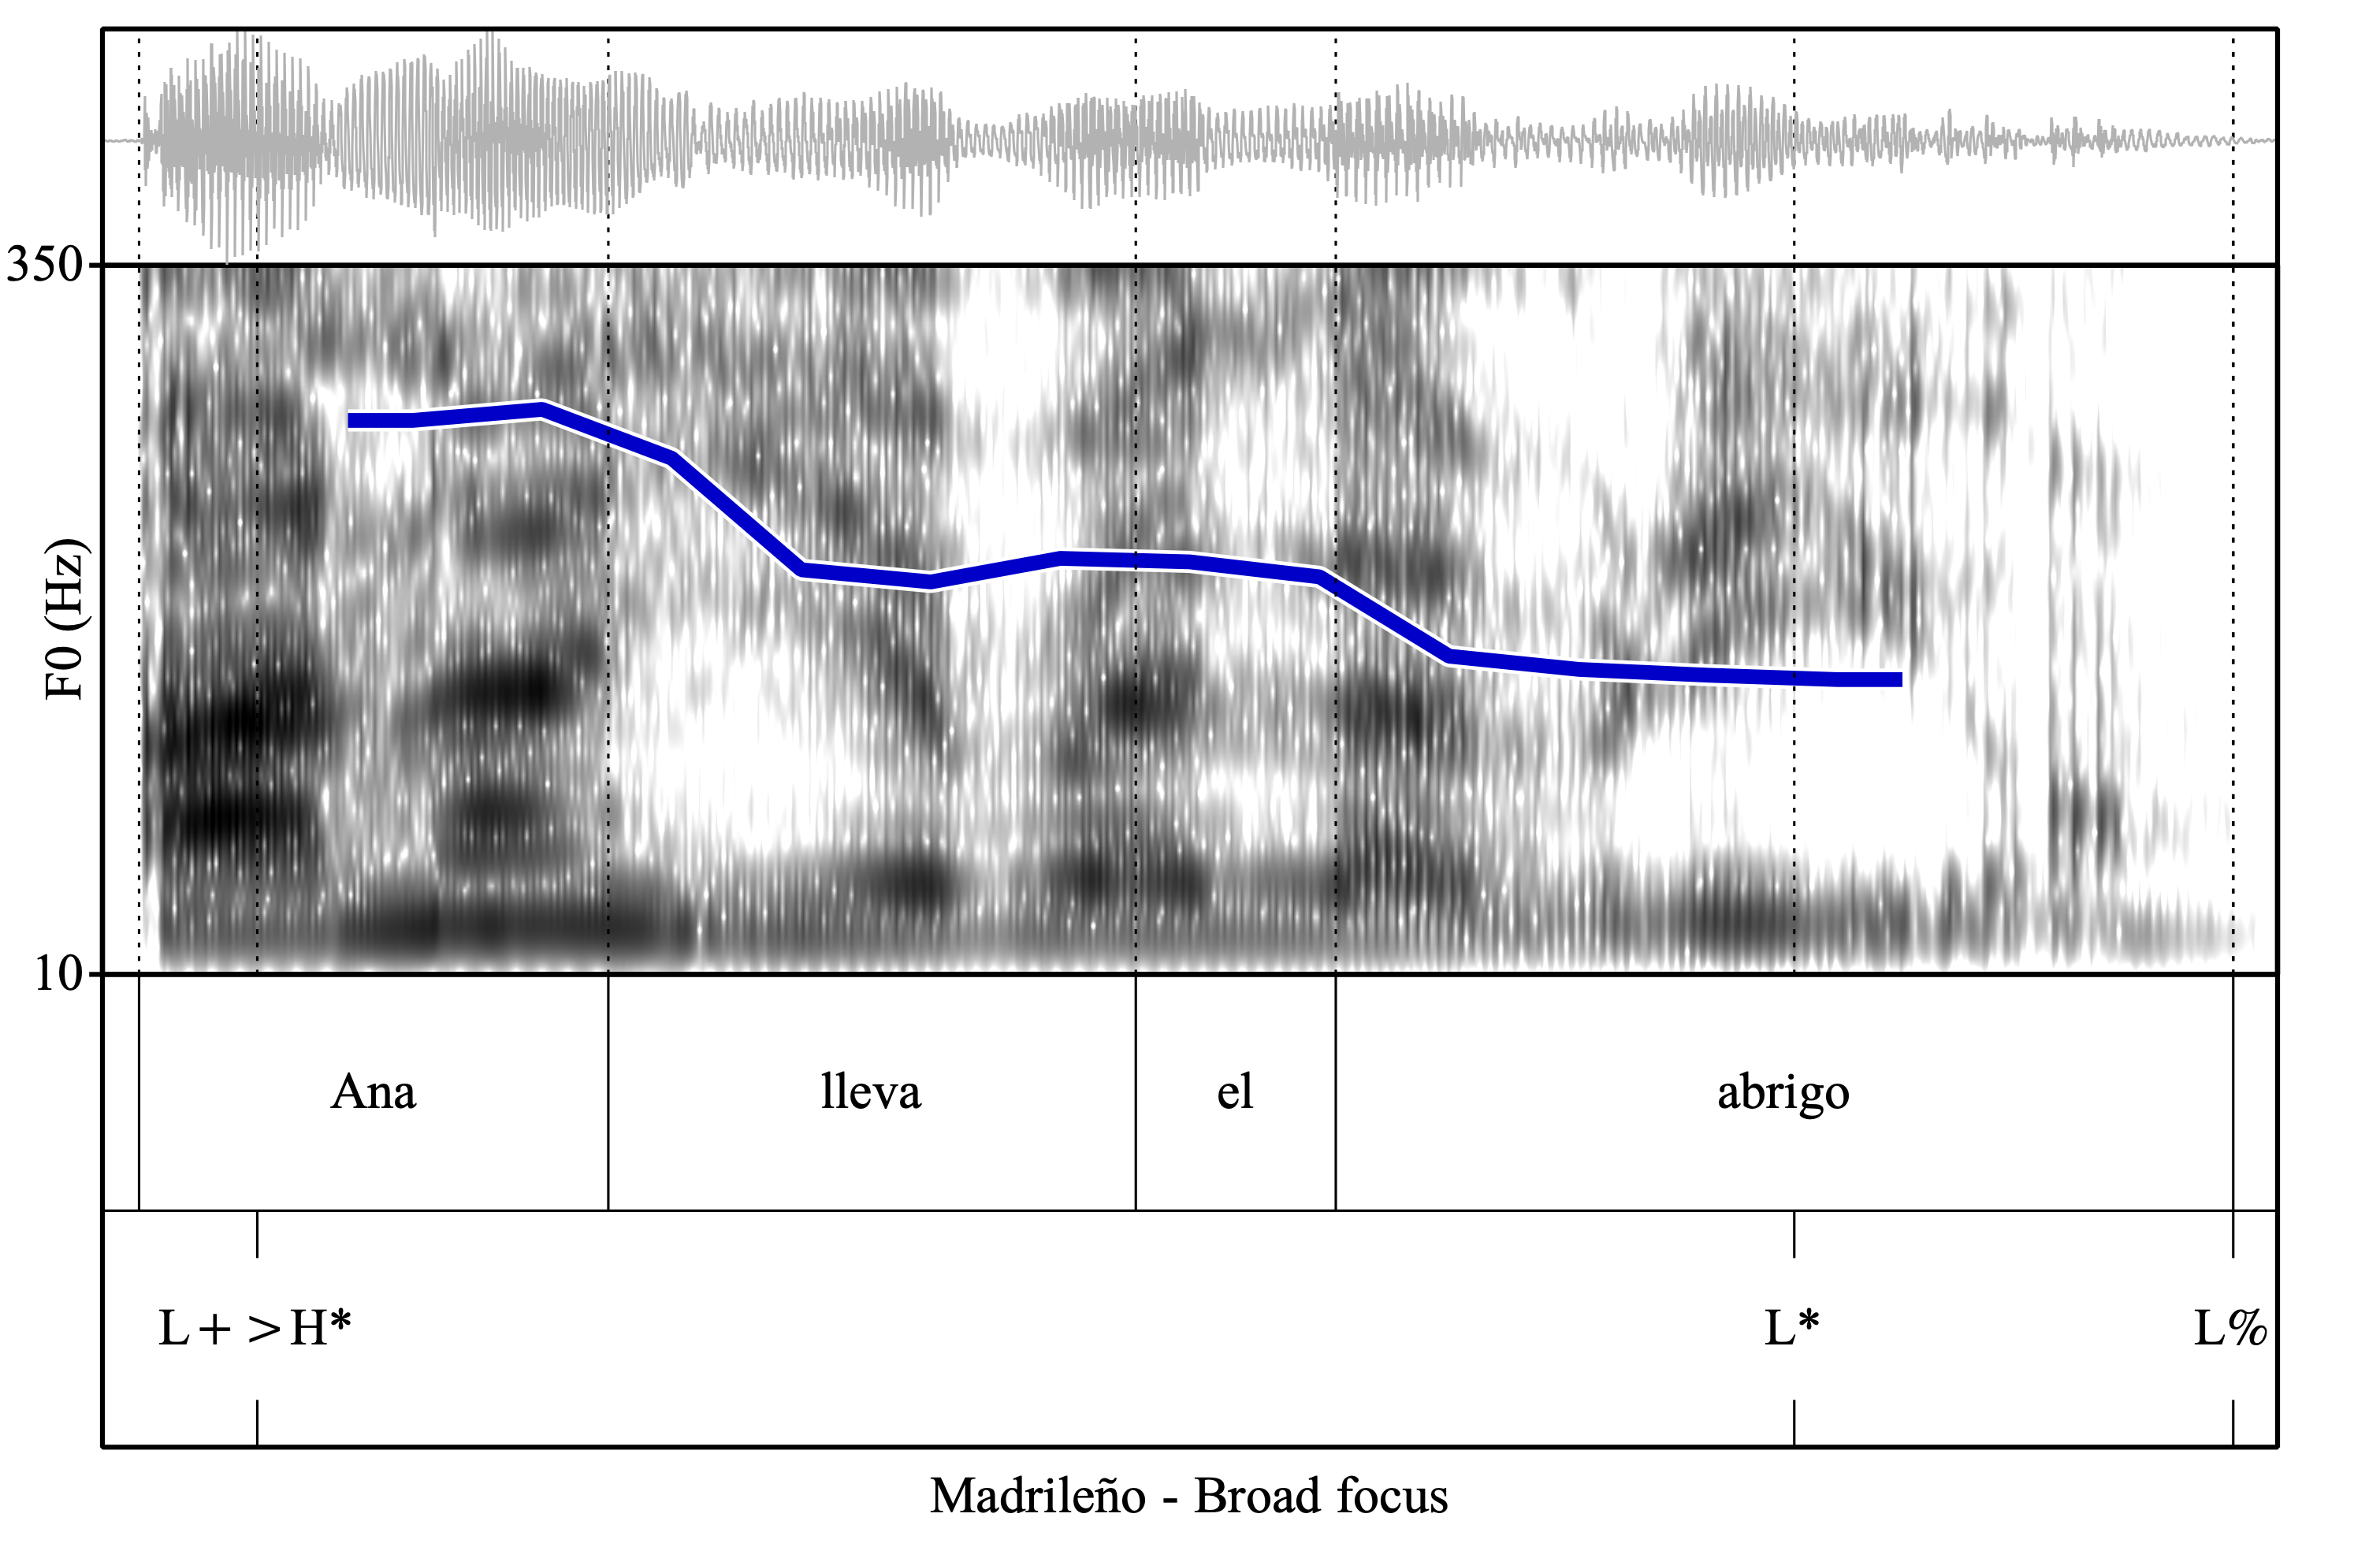 350
F0 (Hz)
10
Ana lleva el abrigo
L+>H* L* L%
Madrileño - Broad focus